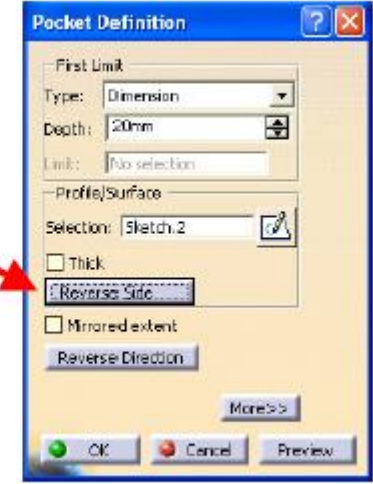 Pocket Definition
First Limit
Type: Dimension
Depth: 20mm
Limit: No selection
Profile/Surface
Selection: Sketch.2
Thick
Reverse Side
Mirrored extent
Reverse Direction
More>>
OK Cancel Preview